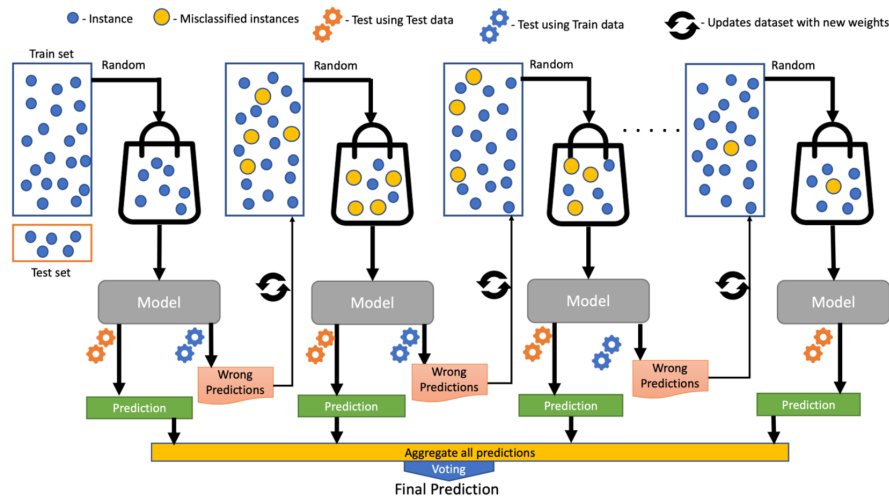 - Instance
- Misclassified instances
- Test using Test data
- Test using Train data
- Updates dataset with new weights
Train set
Random
Random
Random
Random
. . . . . .
Test set
Model
Model
Model
Model
Wrong
Predictions
Wrong
Predictions
Wrong
Predictions
Prediction
Prediction
Prediction
Prediction
Aggregate all predictions
Voting
Final Prediction